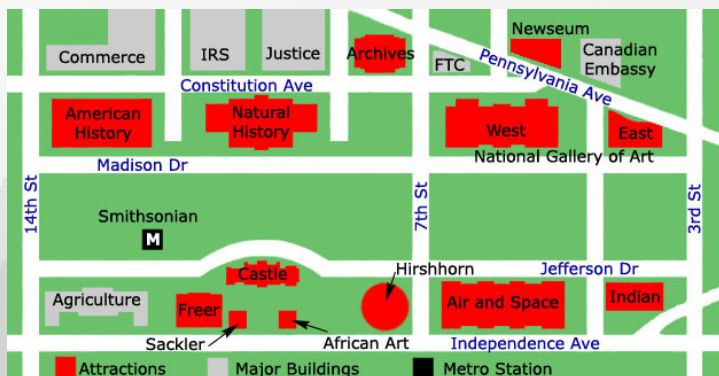 Newseum
Commerce
IRS
Justice
Archives
FTC
Canadian
Embassy
Pennsylvania Ave
Constitution Ave
American
History
Natural
History
West
East
National Gallery of Art
Madison Dr
14th St
7th St
3rd St
Smithsonian
M
Hirshhorn
Jefferson Dr
Castle
Agriculture
Freer
Air and Space
Indian
Sackler
African Art
Independence Ave
Attractions
Major Buildings
Metro Station